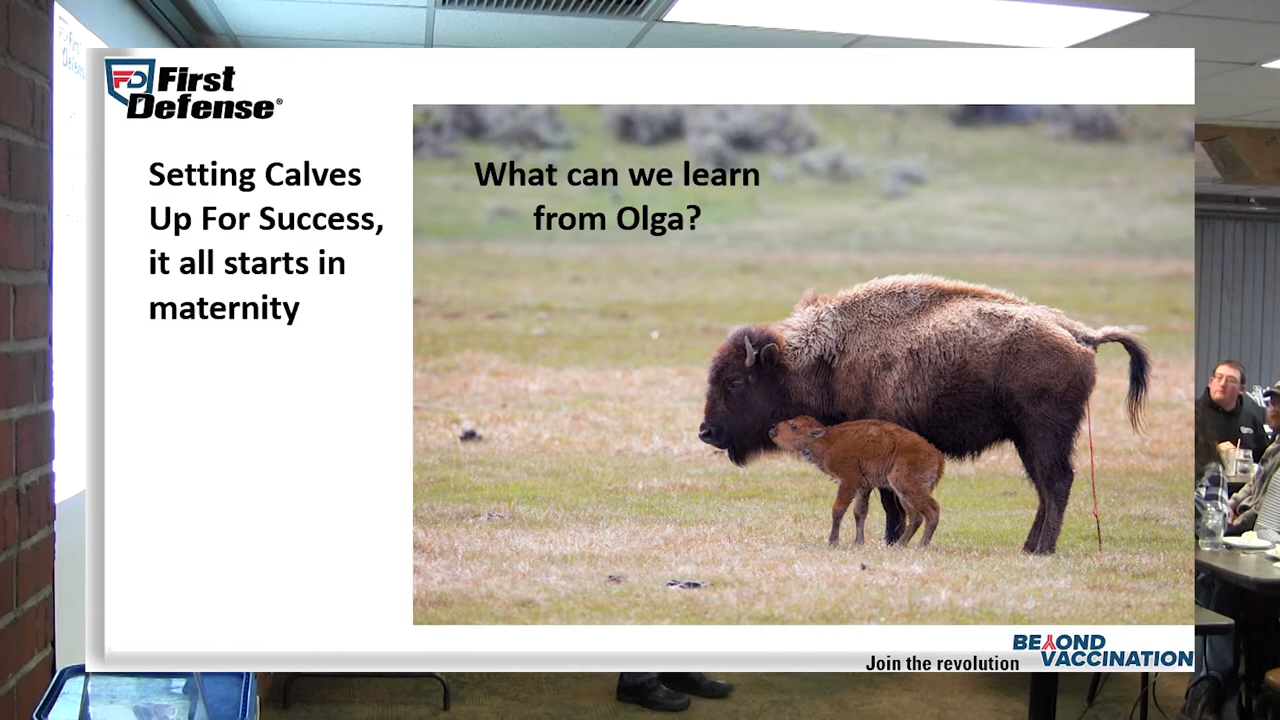 First
Defense®
Setting Calves
Up For Success,
it all starts in
maternity
What can we learn
from Olga?
Join the revolution
BEYOND
VACCINATION